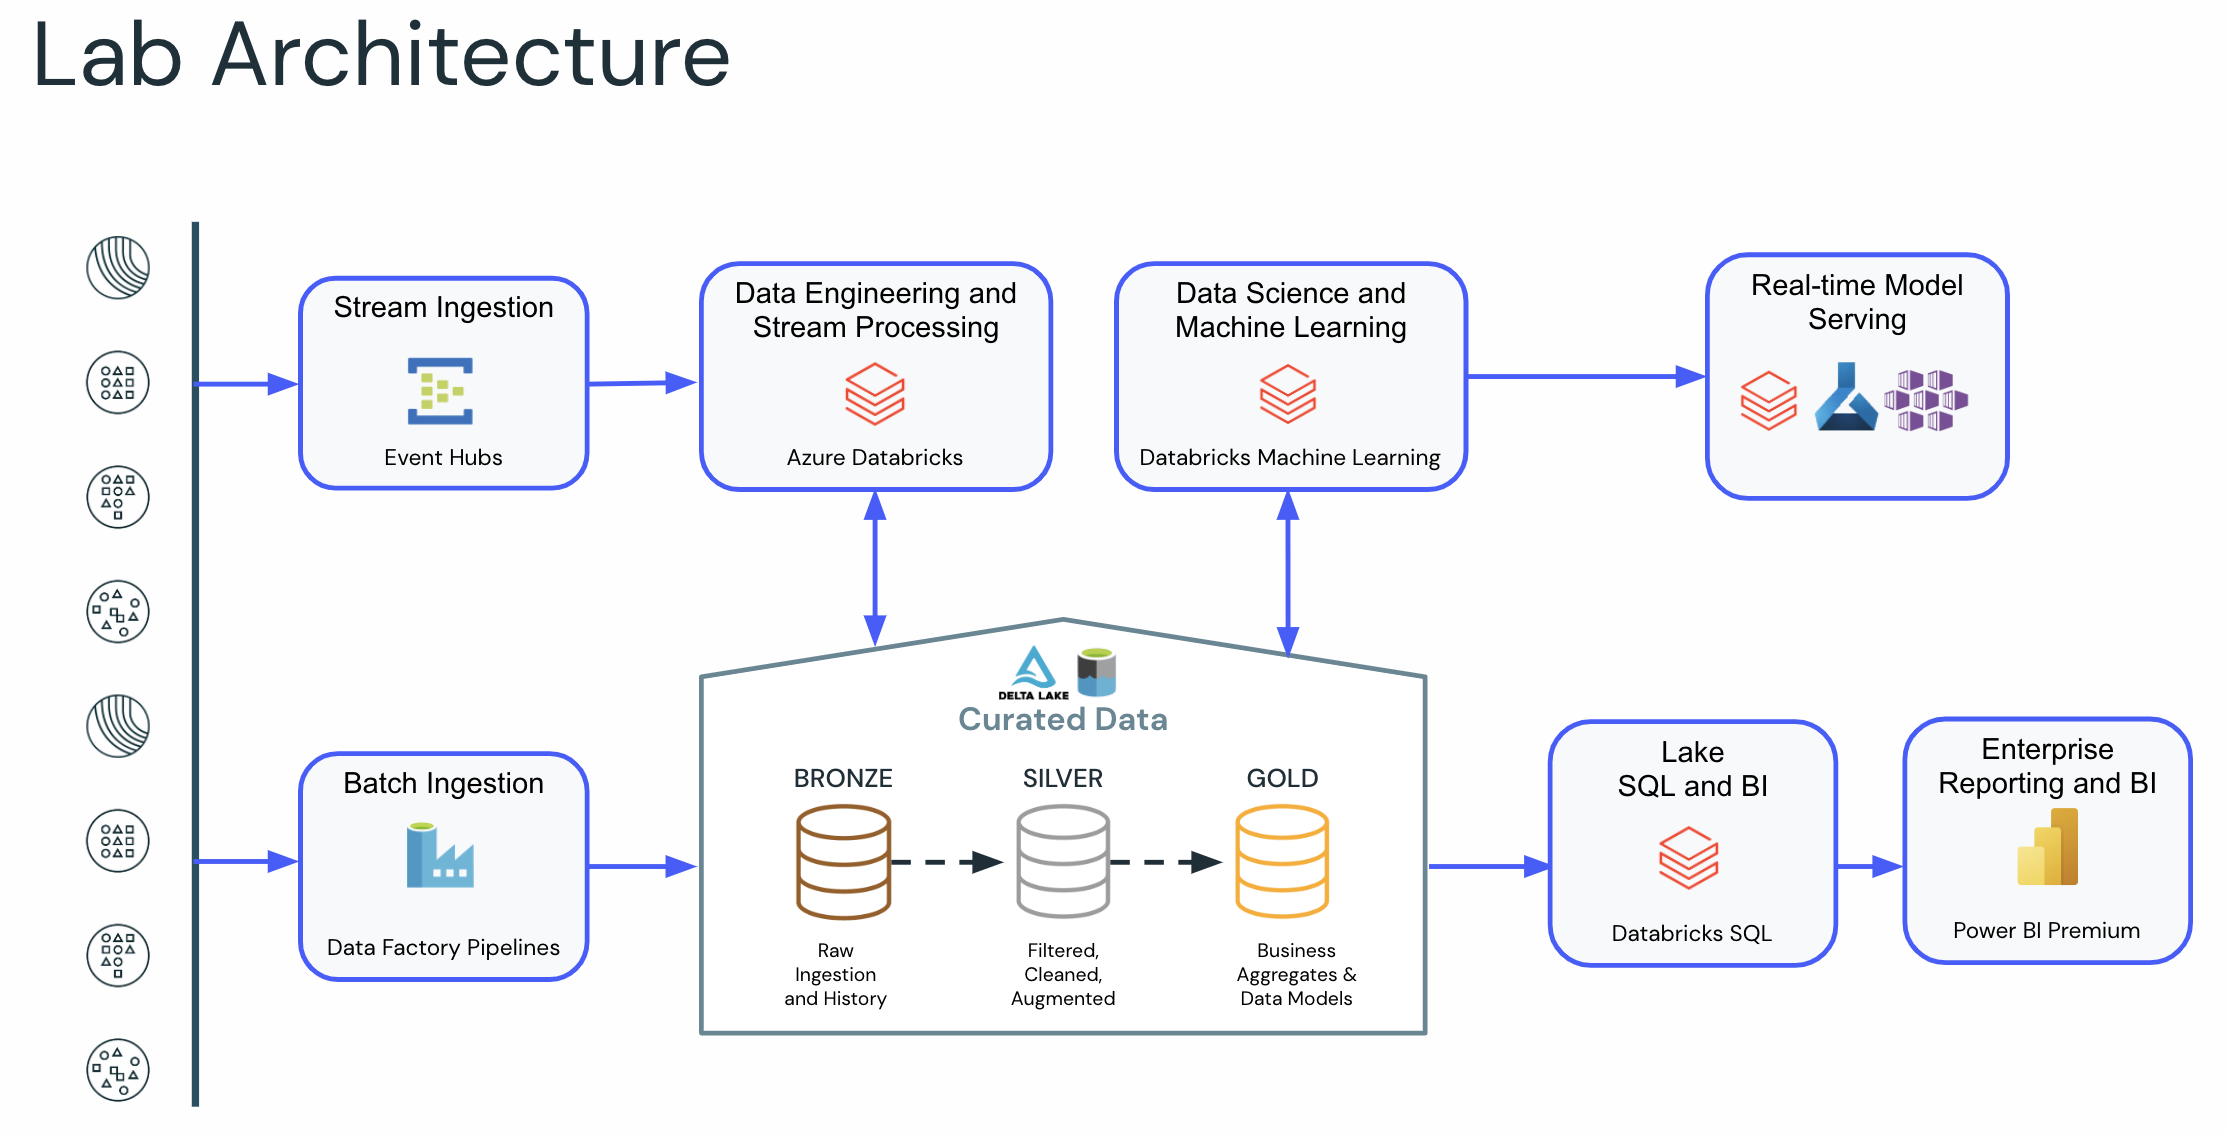 Lab Architecture
Stream Ingestion
Event Hubs
Data Engineering and
Stream Processing
Azure Databricks
Data Science and
Machine Learning
Databricks Machine Learning
Real-time Model
Serving
Batch Ingestion
Data Factory Pipelines
DELTA LAKE
Curated Data
BRONZE
Raw
Ingestion
and History
SILVER
Filtered,
Cleaned,
Augmented
GOLD
Business
Aggregates &
Data Models
Lake
SQL and BI
Databricks SQL
Enterprise
Reporting and BI
Power BI Premium